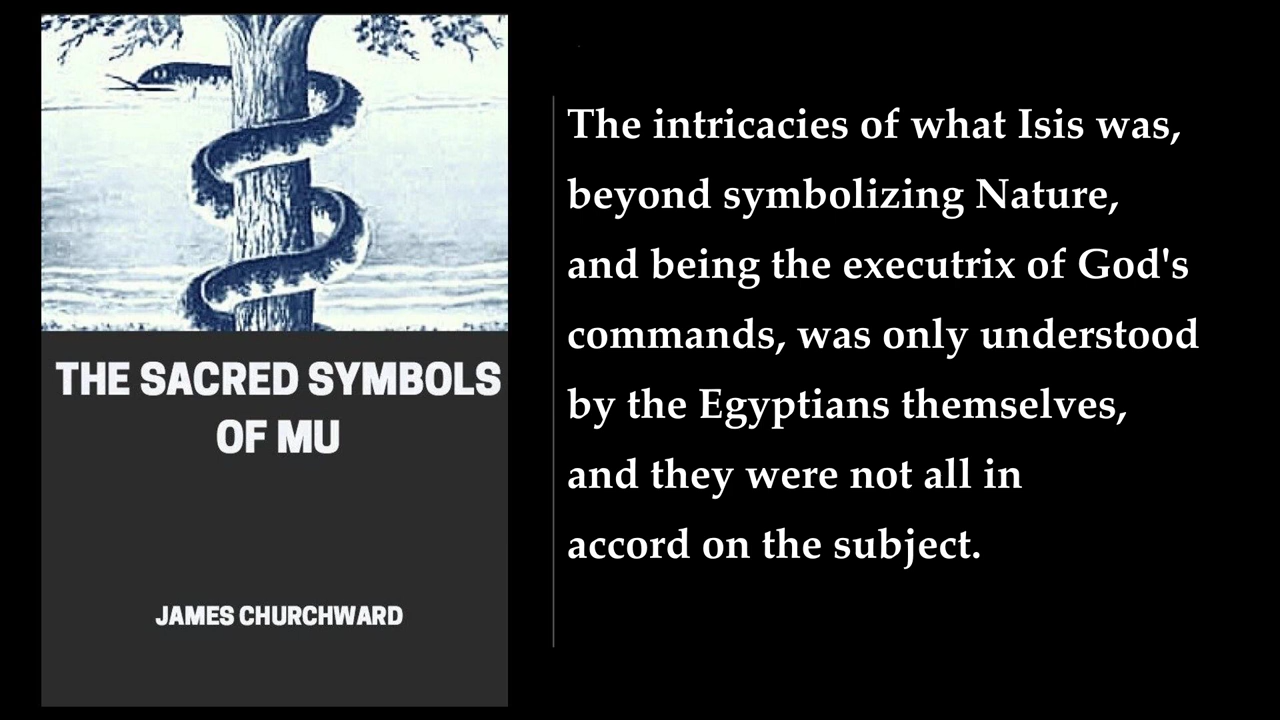 THE SACRED SYMBOLS
OF MU
JAMES CHURCHWARD
The intricacies of what Isis was,
beyond symbolizing Nature,
and being the executrix of God's
commands, was only understood
by the Egyptians themselves,
and they were not all in
accord on the subject.